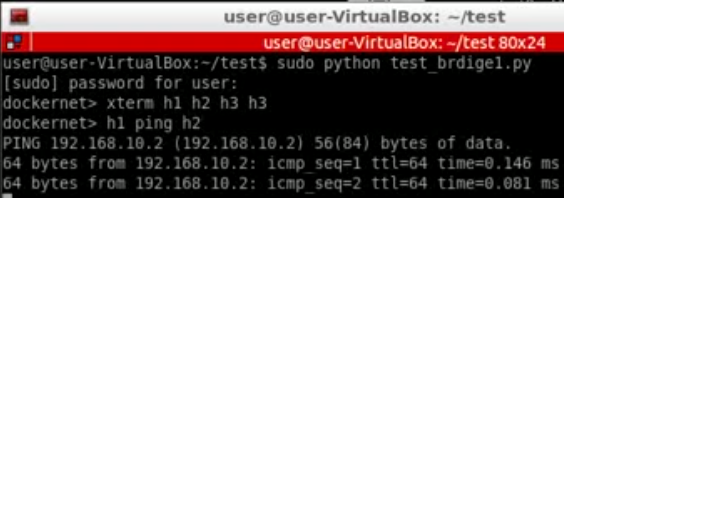 user@user-VirtualBox: ~/test
user@user-VirtualBox: ~/test 80x24
user@user-VirtualBox:~/test$ sudo python test_brdige1.py
[sudo] password for user:
dockernet> xterm h1 h2 h3 h3
dockernet> h1 ping h2
PING 192.168.10.2 (192.168.10.2) 56(84) bytes of data.
64 bytes from 192.168.10.2: icmp_seq=1 ttl=64 time=0.146 ms
64 bytes from 192.168.10.2: icmp_seq=2 ttl=64 time=0.081 ms